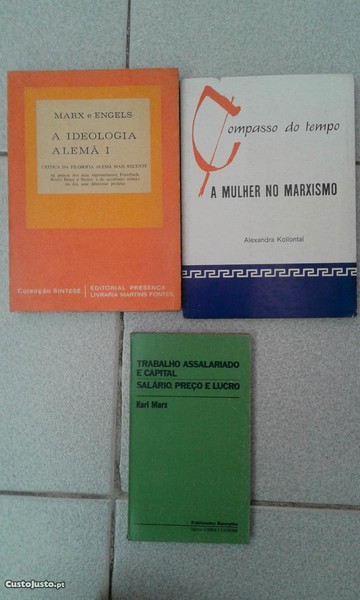 MARX e ENGELS
A IDEOLOGIA
ALEMÃ I
CRÍTICA DA FILOSOFIA ALEMÃ MAIS RECENTE
COLECÇÃO SÍNTESE
EDITORIAL PRESENÇA
LIVRARIA MARTINS FONTES
Compasso do tempo
A MULHER NO MARXISMO
Alexandra Kollontai
TRABALHO ASSALARIADO
E CAPITAL
SALÁRIO, PREÇO E LUCRO
Karl Marx
CustoJusto.pt